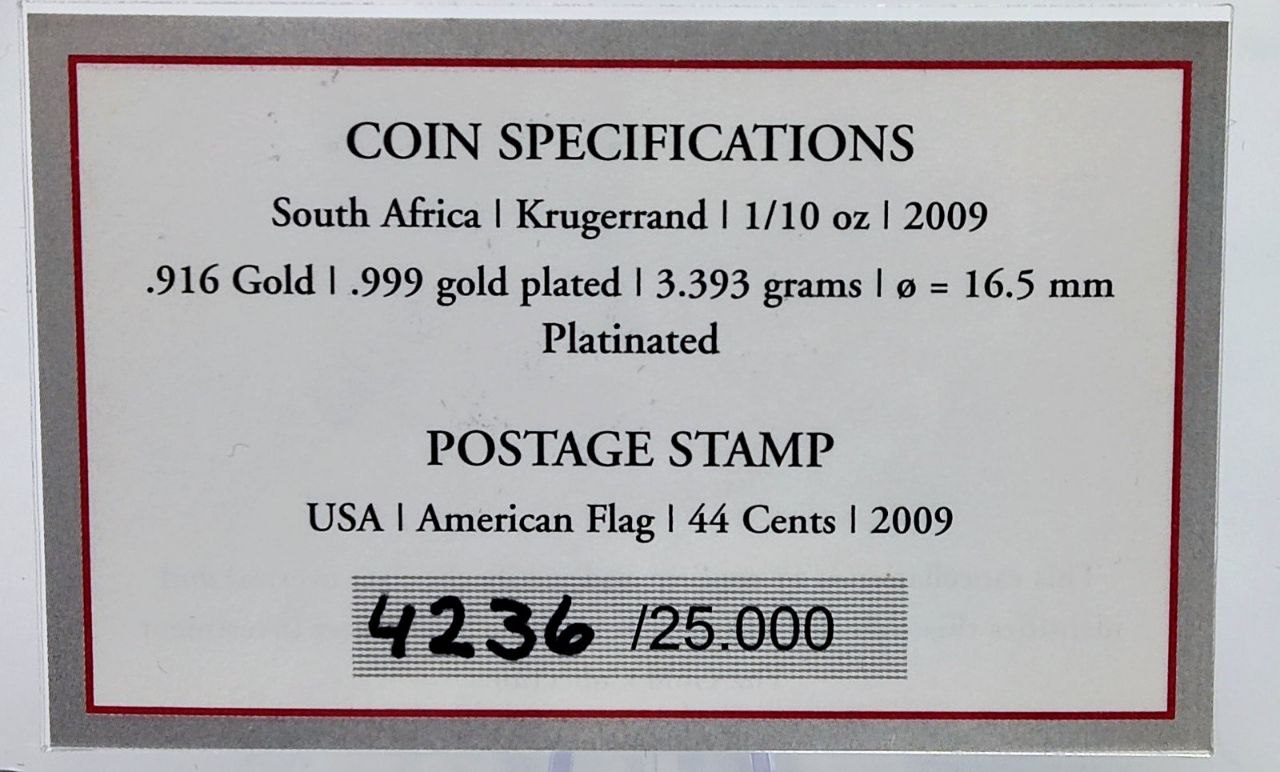 COIN SPECIFICATIONS
South Africa | Krugerrand | 1/10 oz | 2009
.916 Gold | .999 gold plated | 3.393 grams | ø = 16.5 mm
Platinated
POSTAGE STAMP
USA | American Flag | 44 Cents | 2009
4236 /25.000